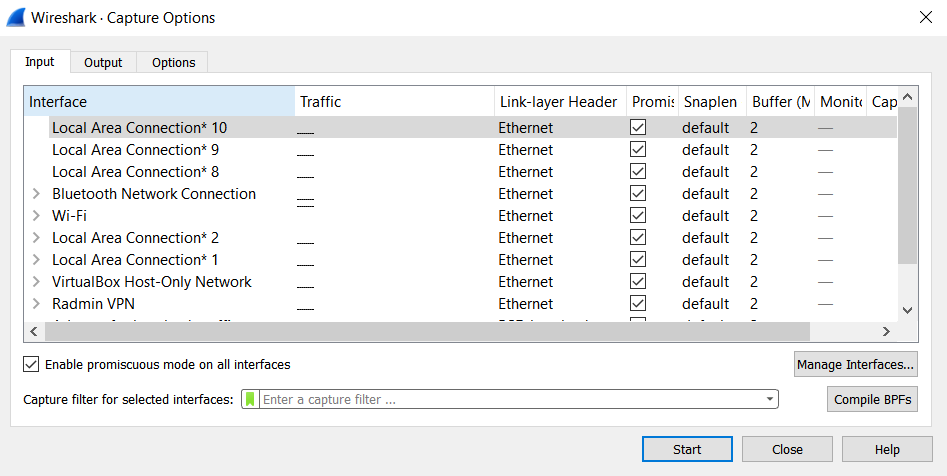 Wireshark · Capture Options
Input Output Options
Interface Traffic Link-layer Header Promis Snaplen Buffer (M Monito Cap
Local Area Connection* 10 Ethernet default 2 —
Local Area Connection* 9 Ethernet default 2 —
Local Area Connection* 8 Ethernet default 2 —
Bluetooth Network Connection Ethernet default 2 —
Wi-Fi Ethernet default 2 —
Local Area Connection* 2 Ethernet default 2 —
Local Area Connection* 1 Ethernet default 2 —
VirtualBox Host-Only Network Ethernet default 2 —
Radmin VPN Ethernet default 2 —
Enable promiscuous mode on all interfaces Manage Interfaces...
Capture filter for selected interfaces: Enter a capture filter ... Compile BPFs
Start Close Help